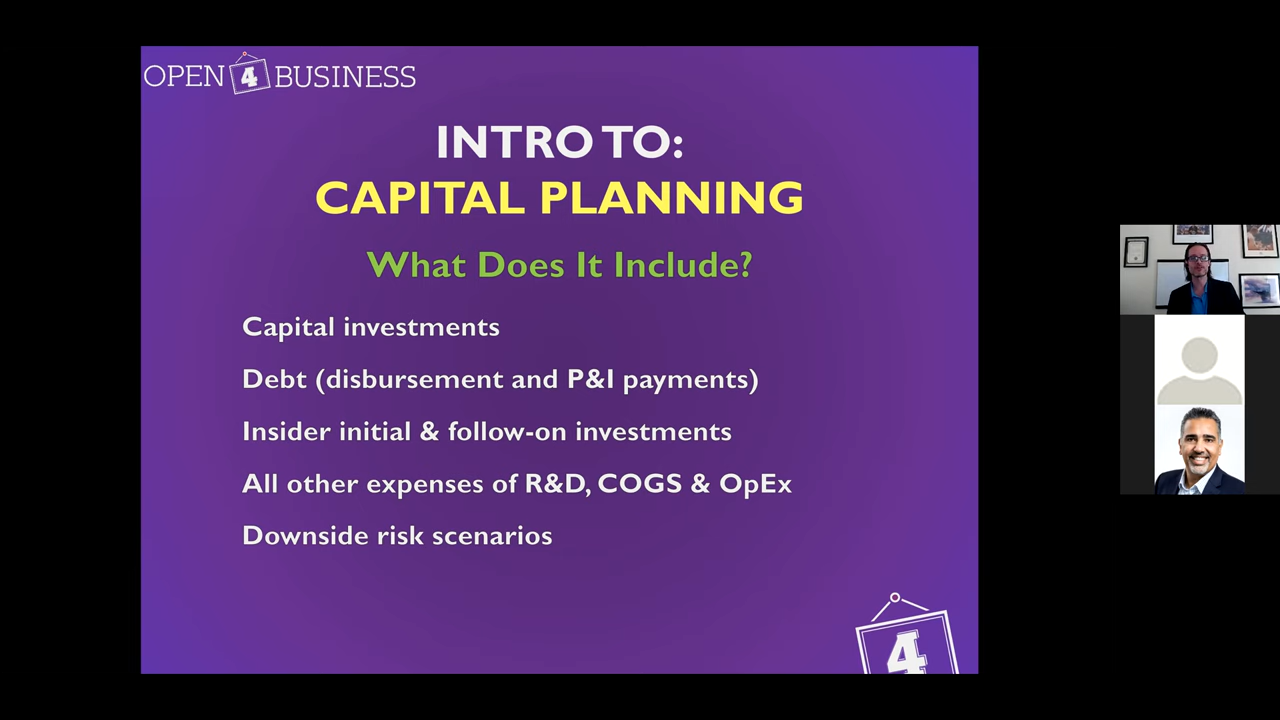 OPEN 4 BUSINESS
INTRO TO:
CAPITAL PLANNING
What Does It Include?
Capital investments
Debt (disbursement and P&I payments)
Insider initial & follow-on investments
All other expenses of R&D, COGS & OpEx
Downside risk scenarios
4